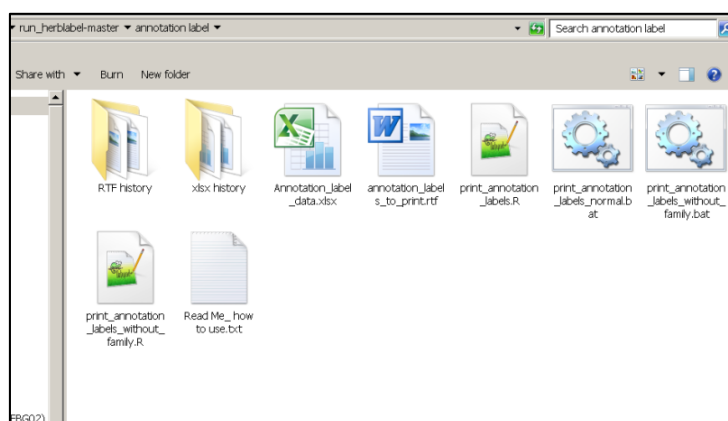 run_herblabel-master annotation label Search annotation label
Share with Burn New folder
RTF history
xlsx history
Annotation_label
_data.xlsx
annotation_label
s_to_print.rtf
print_annotation
_labels.R
print_annotation
_labels_normal.b
at
print_annotation
_labels_without_
family.bat
print_annotation
_labels_without_
family.R
Read Me_ how
to use.txt
FBG02)